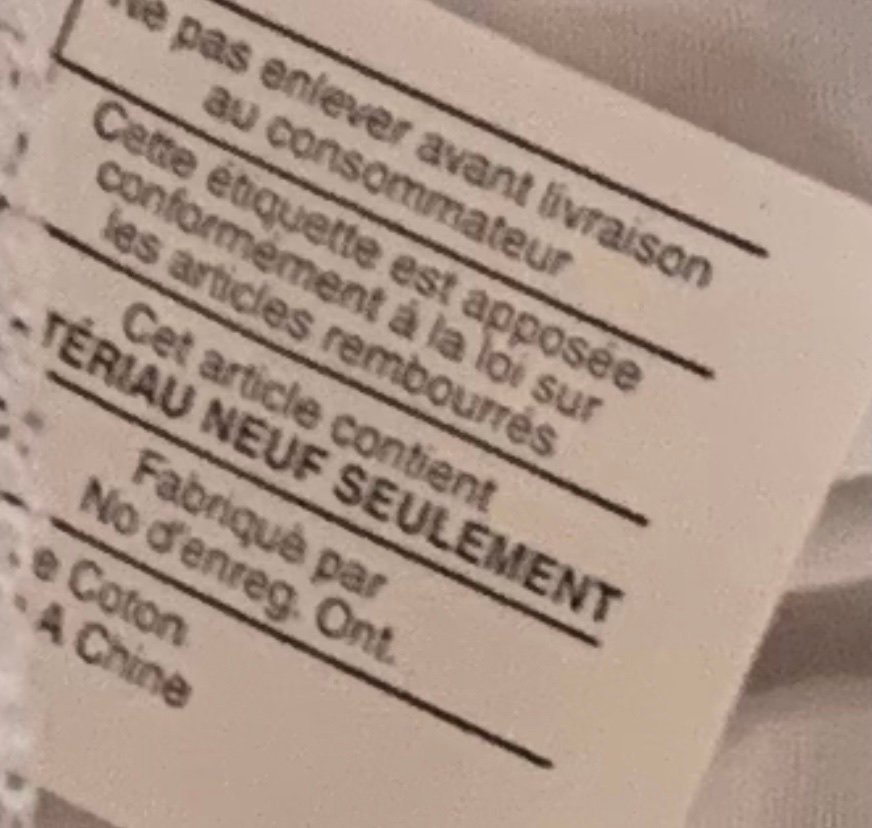 Ne pas enlever avant livraison
au consommateur
Cette étiquette est apposée
conformément à la loi sur
les articles rembourrés
Cet article contient
TÉRIAU NEUF SEULEMENT
Fabriqué par
No d'enreg. Ont.
e Coton
A Chine